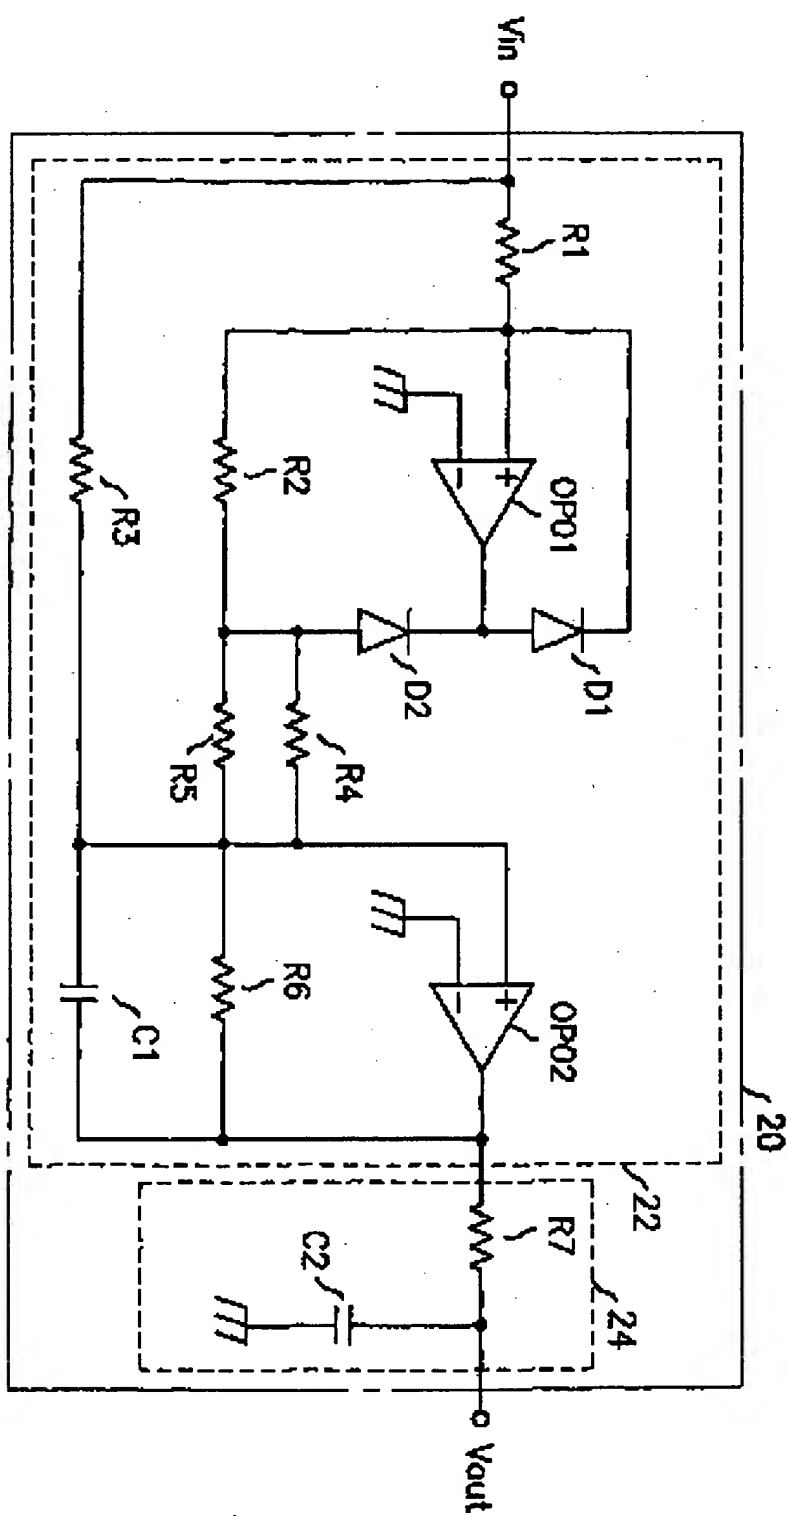 Vin
R1
R2
R3
+
-
OP01
D1
D2
R4
R5
+
-
OP02
R6
C1
20
22
R7
C2
24
Vout